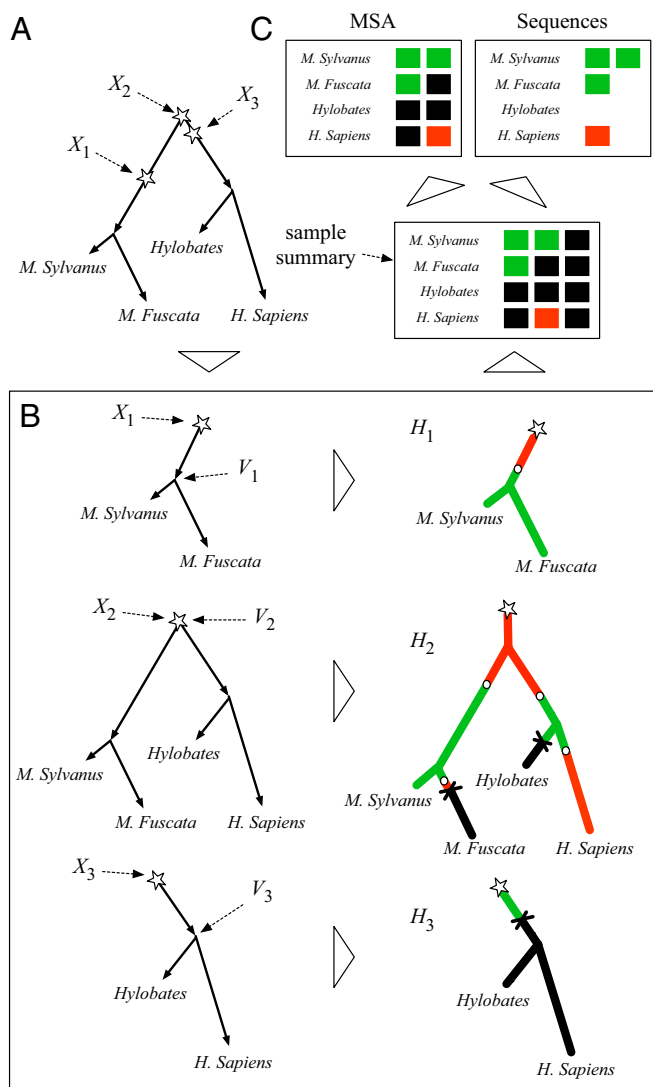 A
X2
X3
X1
M. Sylvanus
Hylobates
M. Fuscata
H. Sapiens
C
MSA
Sequences
M. Sylvanus
M. Fuscata
Hylobates
H. Sapiens
M. Sylvanus
M. Fuscata
Hylobates
H. Sapiens
sample
summary
M. Sylvanus
M. Fuscata
Hylobates
H. Sapiens
B
X1
V1
M. Sylvanus
M. Fuscata
H1
M. Sylvanus
M. Fuscata
X2
V2
Hylobates
M. Sylvanus
M. Fuscata
H. Sapiens
H2
Hylobates
M. Sylvanus
M. Fuscata
H. Sapiens
X3
V3
Hylobates
H. Sapiens
H3
Hylobates
H. Sapiens